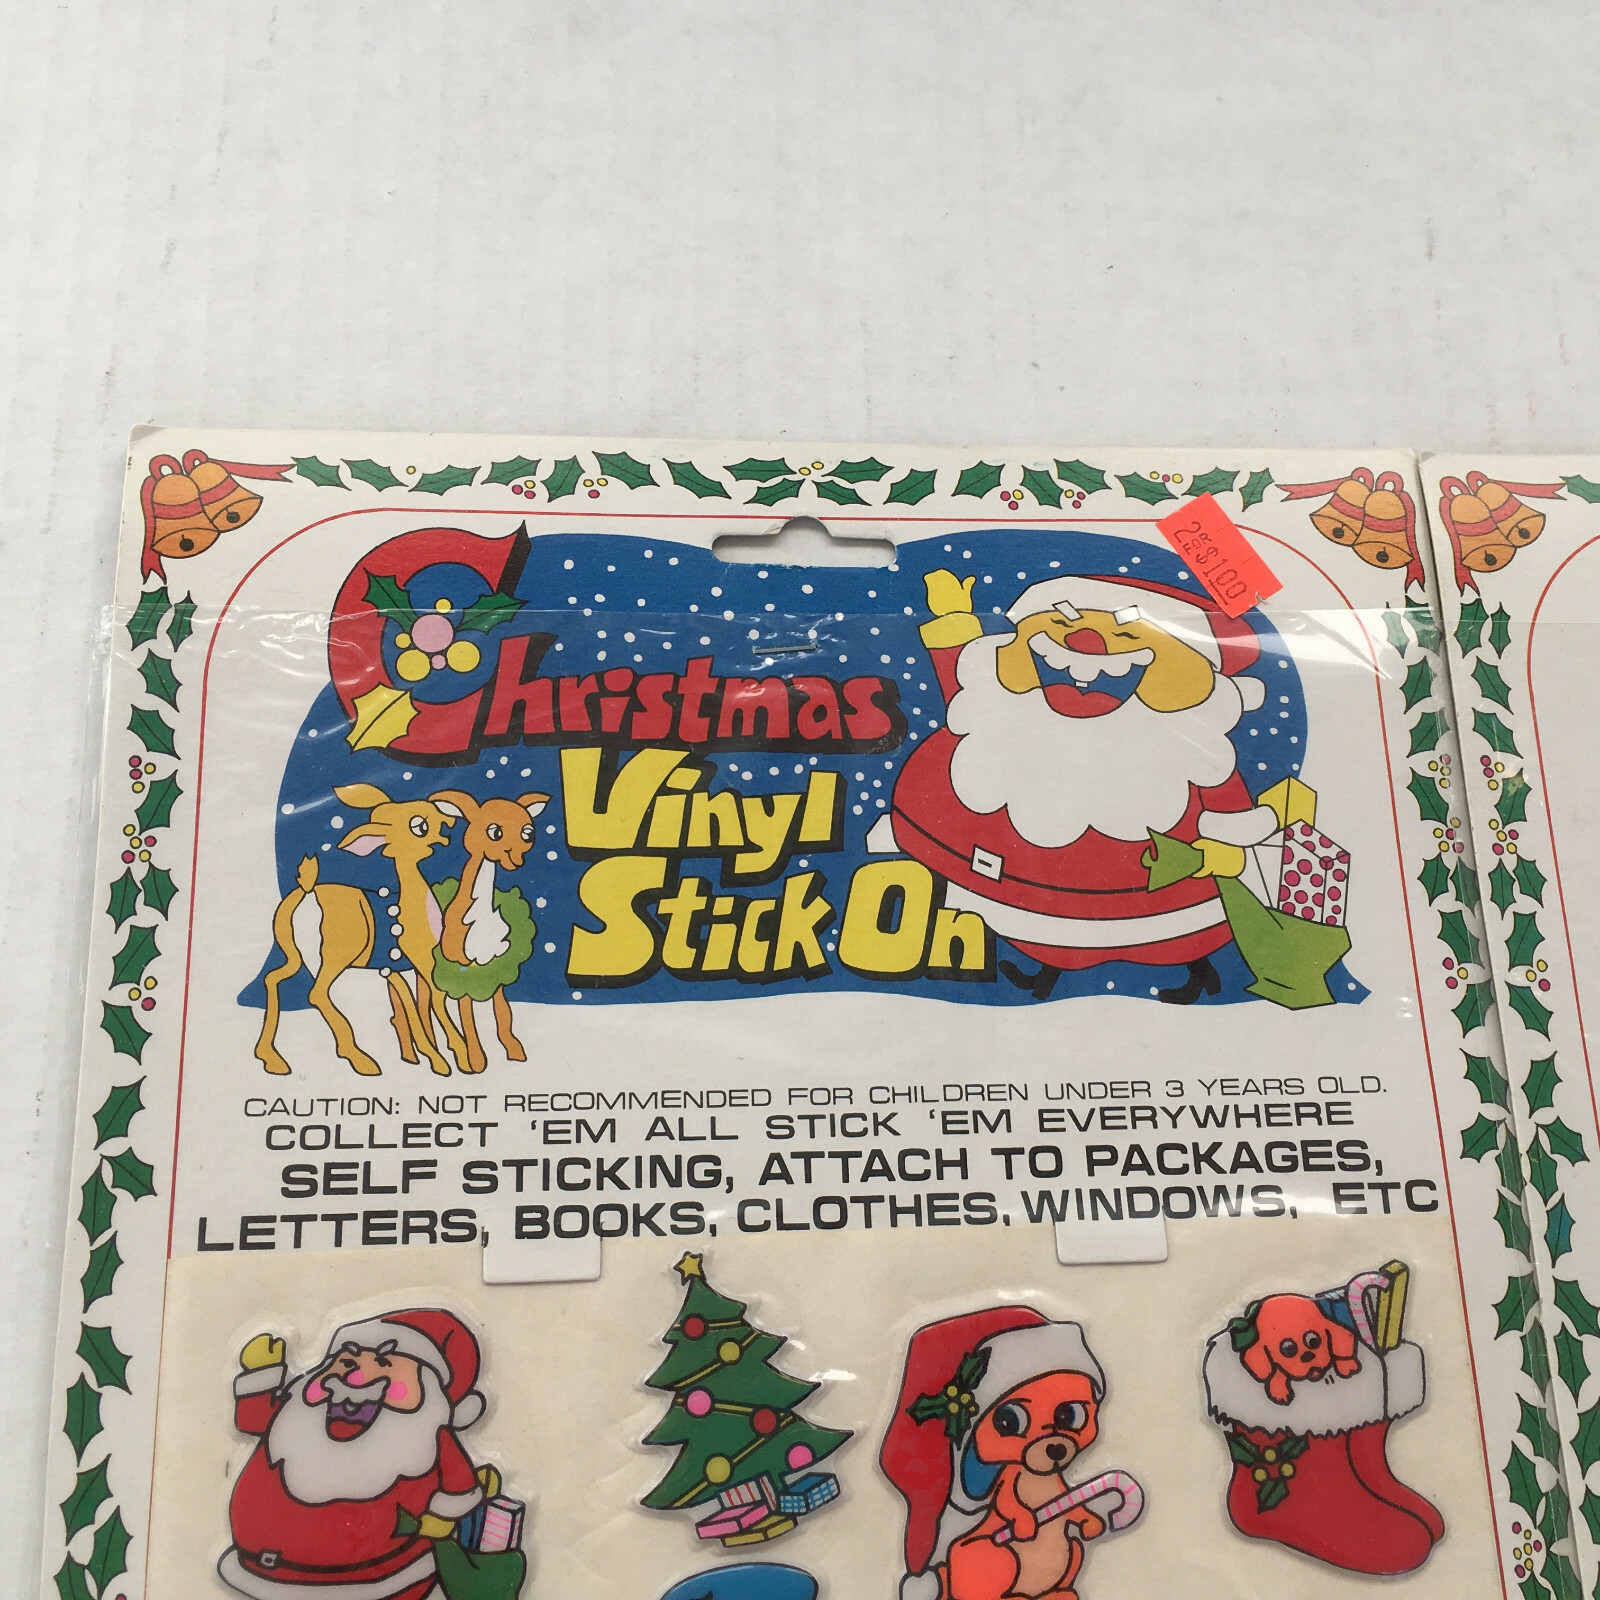 2 FOR
$1.00
Christmas
Vinyl
Stick On
CAUTION: NOT RECOMMENDED FOR CHILDREN UNDER 3 YEARS OLD.
COLLECT 'EM ALL STICK 'EM EVERYWHERE
SELF STICKING, ATTACH TO PACKAGES,
LETTERS, BOOKS, CLOTHES, WINDOWS, ETC